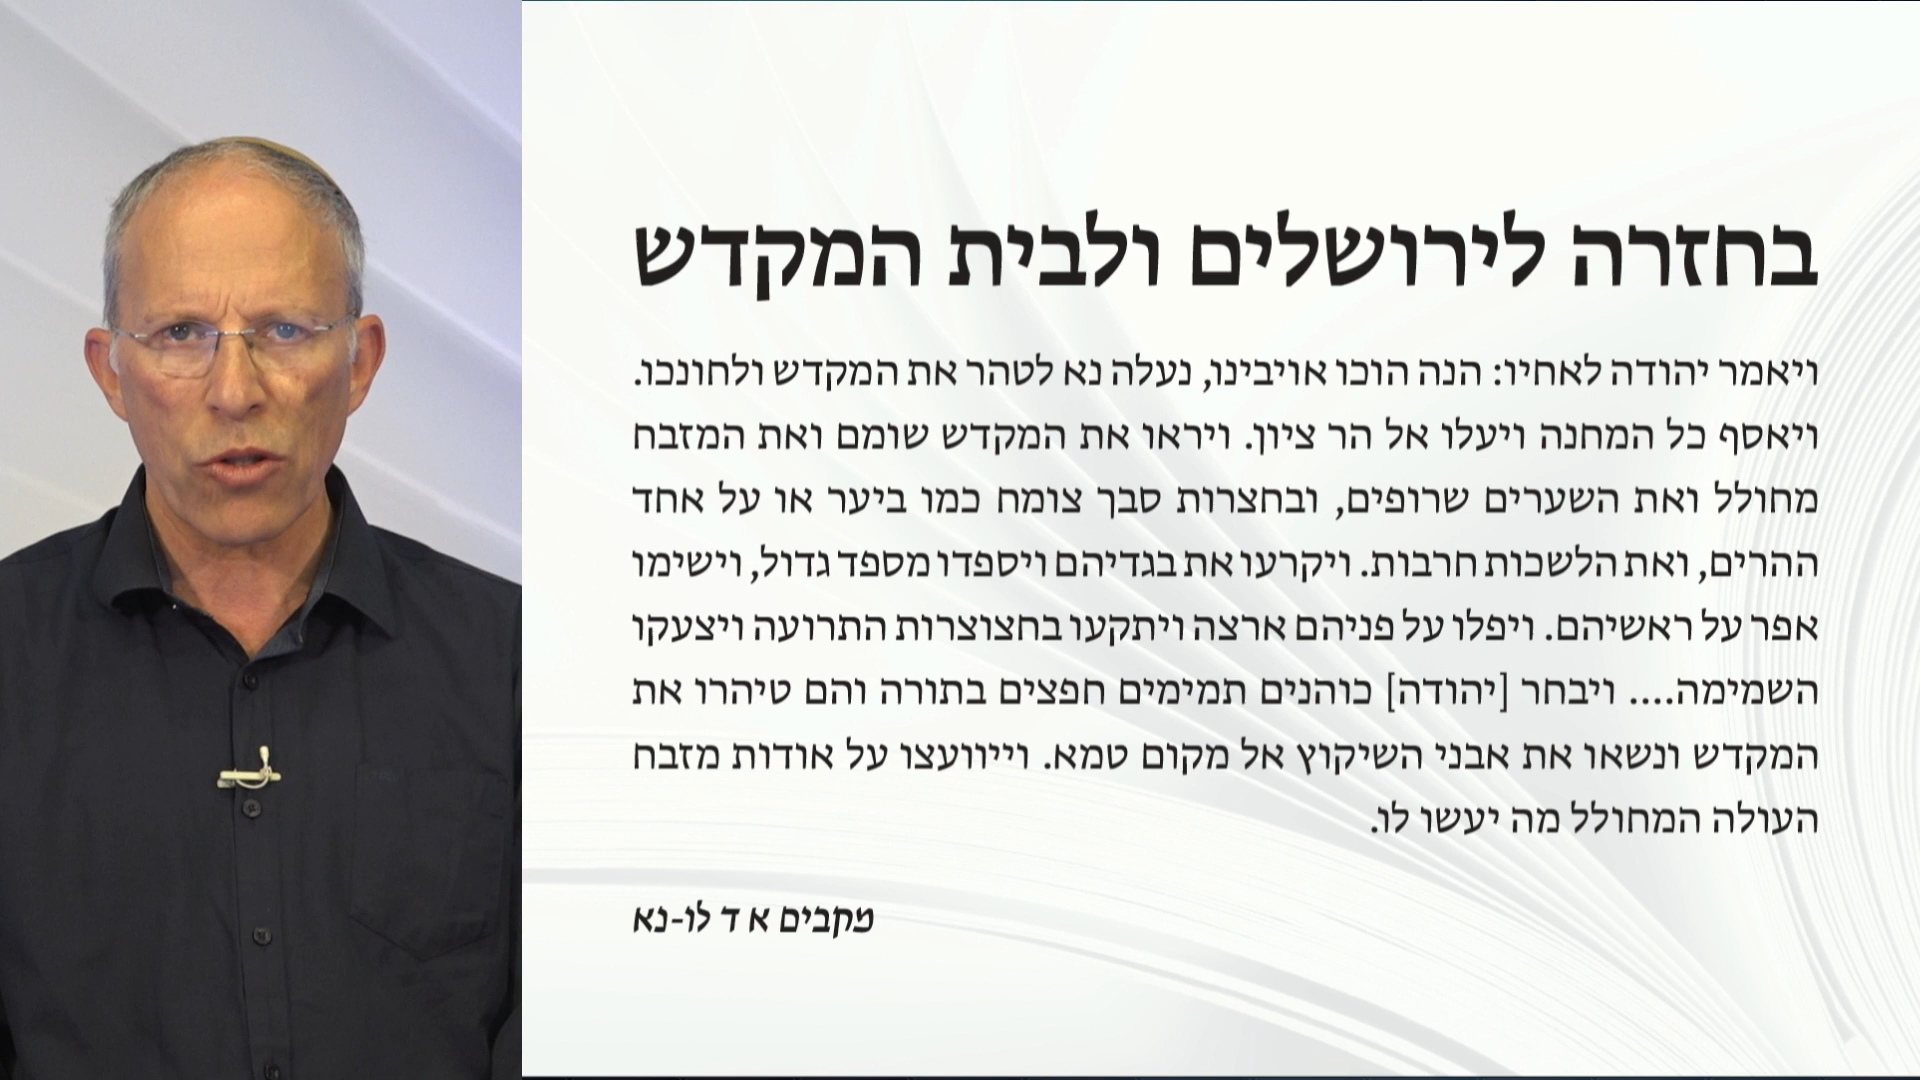 בחזרה לירושלים ולבית המקדש
ויאמר יהודה לאחיו: הנה הוכו אויבינו, נעלה נא לטהר את המקדש ולחונכו.
ויאסף כל המחנה ויעלו אל הר ציון. ויראו את המקדש שומם ואת המזבח
מחולל ואת השערים שרופים, ובחצרות סבך צומח כמו ביער או על אחד
ההרים, ואת הלשכות חרבות. ויקרעו את בגדיהם ויספדו מספד גדול, וישימו
אפר על ראשיהם. ויפלו על פניהם ארצה ויתקעו בחצוצרות התרועה ויצעקו
השמימה.... ויבחר [יהודה] כוהנים תמימים חפצים בתורה והם טיהרו את
המקדש ונשאו את אבני השיקוץ אל מקום טמא. וייוועצו על אודות מזבח
העולה המחולל מה יעשו לו.
מקבים א ד לו-נא